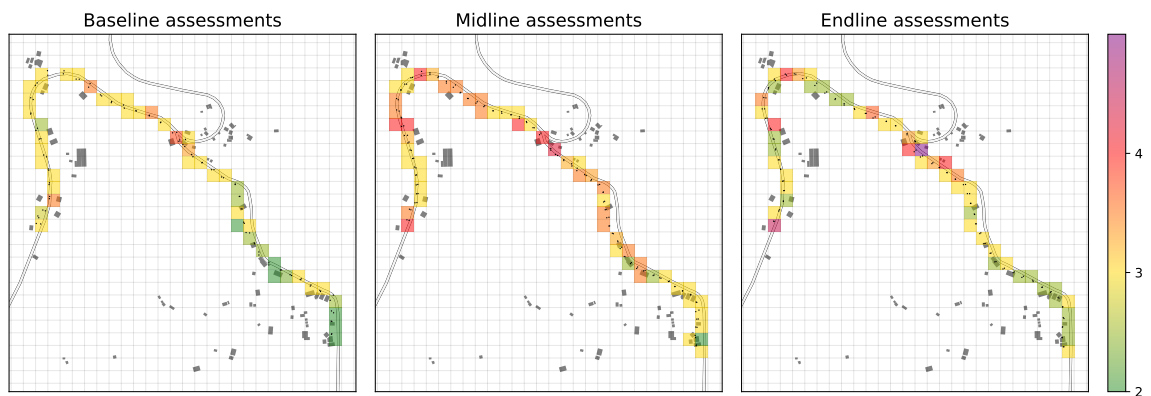 Baseline assessments
Midline assessments
Endline assessments
4
3
2